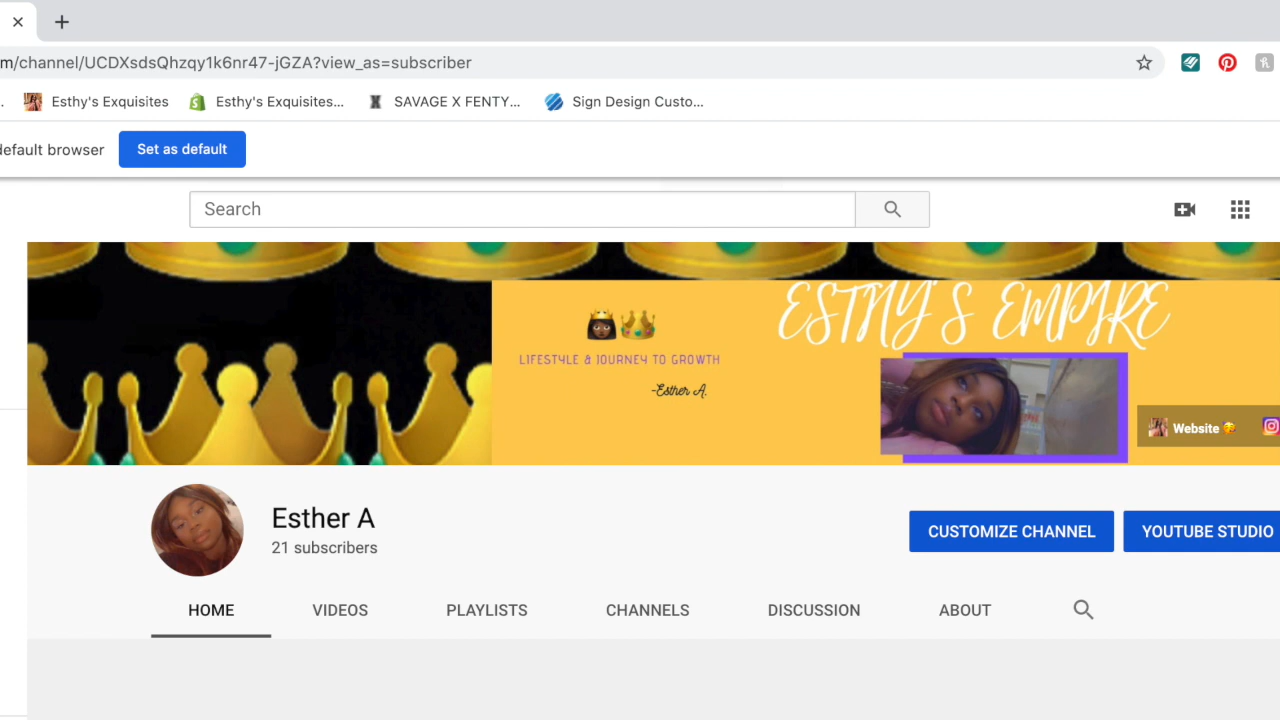 m/channel/UCDXsdsQhzqy1k6nr47-jGZA?view_as=subscriber
Esthy's Exquisites
Esthy's Exquisites...
SAVAGE X FENTY...
Sign Design Custo...
default browser
Set as default
Search
ESTHY'S EMPIRE
LIFESTYLE & JOURNEY TO GROWTH
-Esther A.
Website
Esther A
21 subscribers
CUSTOMIZE CHANNEL
YOUTUBE STUDIO
HOME
VIDEOS
PLAYLISTS
CHANNELS
DISCUSSION
ABOUT